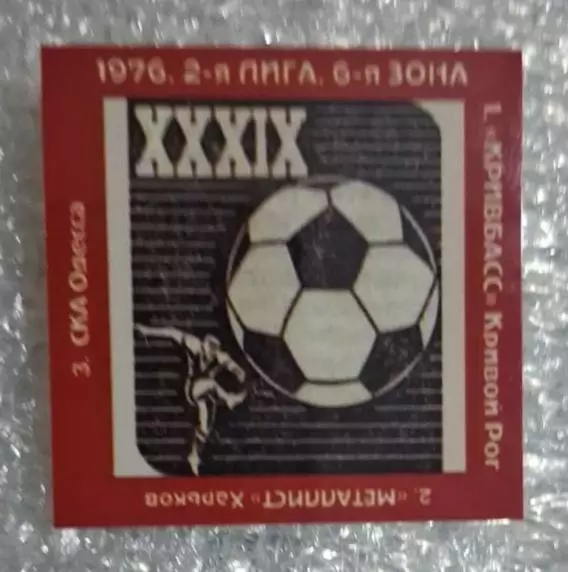 1976. 2-я ЛИГА. 6-я ЗОНА
XXXIX
1. «КРИВБАСС» Кривой Рог
2. «МЕТАЛЛИСТ» Харьков
3. СКА Одесса